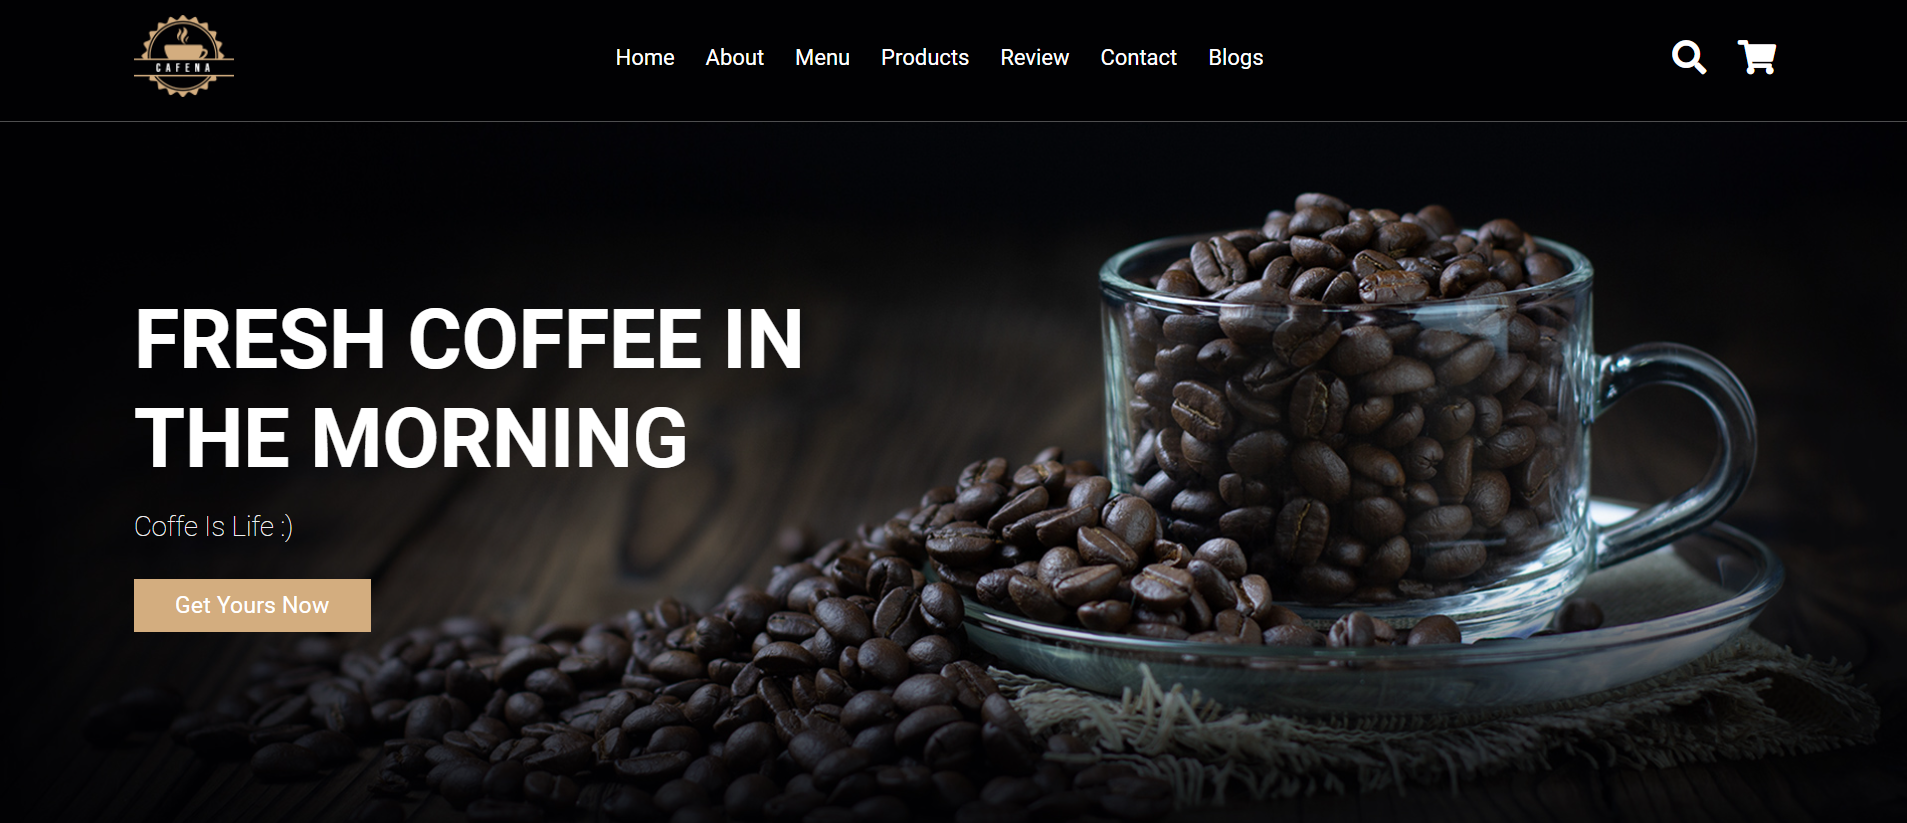 CAFENA
Home About Menu Products Review Contact Blogs
FRESH COFFEE IN
THE MORNING
Coffe Is Life :)
Get Yours Now